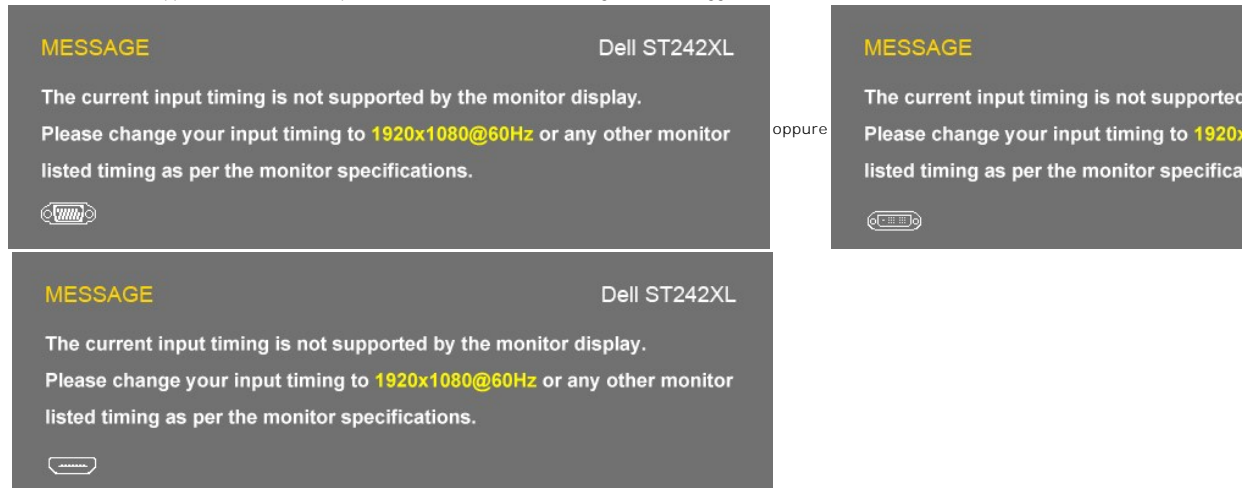 MESSAGE Dell ST242XL
The current input timing is not supported by the monitor display.
Please change your input timing to 1920x1080@60Hz or any other monitor
listed timing as per the monitor specifications.
oppure
MESSAGE
The current input timing is not supported
Please change your input timing to 1920
listed timing as per the monitor
MESSAGE Dell ST242XL
The current input timing is not supported by the monitor display.
Please change your input timing to 1920x1080@60Hz or any other monitor
listed timing as per the monitor specifications.